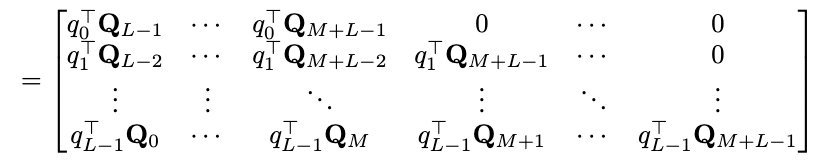 = [ q_0^⊤ Q_{L−1} ⋯ q_0^⊤ Q_{M+L−1} 0 ⋯ 0
q_1^⊤ Q_{L−2} ⋯ q_1^⊤ Q_{M+L−2} q_1^⊤ Q_{M+L−1} ⋯ 0
⋮ ⋮ ⋱ ⋮ ⋱ ⋮
q_{L−1}^⊤ Q_0 ⋯ q_{L−1}^⊤ Q_M q_{L−1}^⊤ Q_{M+1} ⋯ q_{L−1}^⊤ Q_{M+L−1} ]